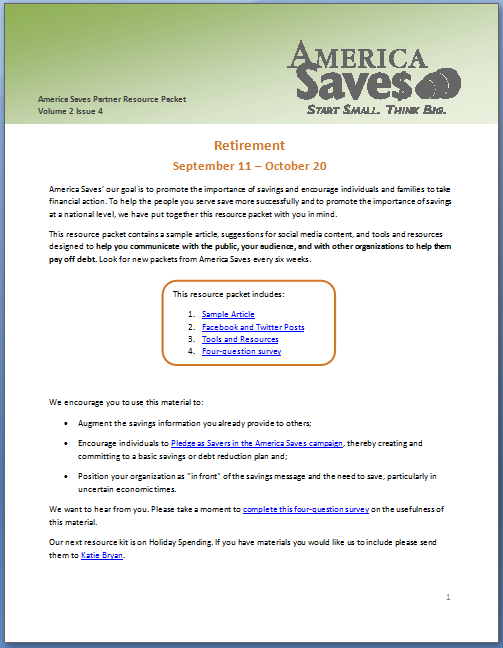 AMERICA
Saves
START SMALL. THINK BIG.
America Saves Partner Resource Packet
Volume 2 Issue 4
Retirement
September 11 – October 20
America Saves' our goal is to promote the importance of savings and encourage individuals and families to take
financial action. To help the people you serve save more successfully and to promote the importance of savings
at a national level, we have put together this resource packet with you in mind.
This resource packet contains a sample article, suggestions for social media content, and tools and resources
designed to help you communicate with the public, your audience, and with other organizations to help them
pay off debt. Look for new packets from America Saves every six weeks.
This resource packet includes:
1. Sample Article
2. Facebook and Twitter Posts
3. Tools and Resources
4. Four-question survey
We encourage you to use this material to:
• Augment the savings information you already provide to others;
• Encourage individuals to Pledge as Savers in the America Saves campaign, thereby creating and
committing to a basic savings or debt reduction plan and;
• Position your organization as "in front" of the savings message and the need to save, particularly in
uncertain economic times.
We want to hear from you. Please take a moment to complete this four-question survey on the usefulness of
this material.
Our next resource kit is on Holiday Spending. If you have materials you would like us to include please send
them to Katie Bryan.
1